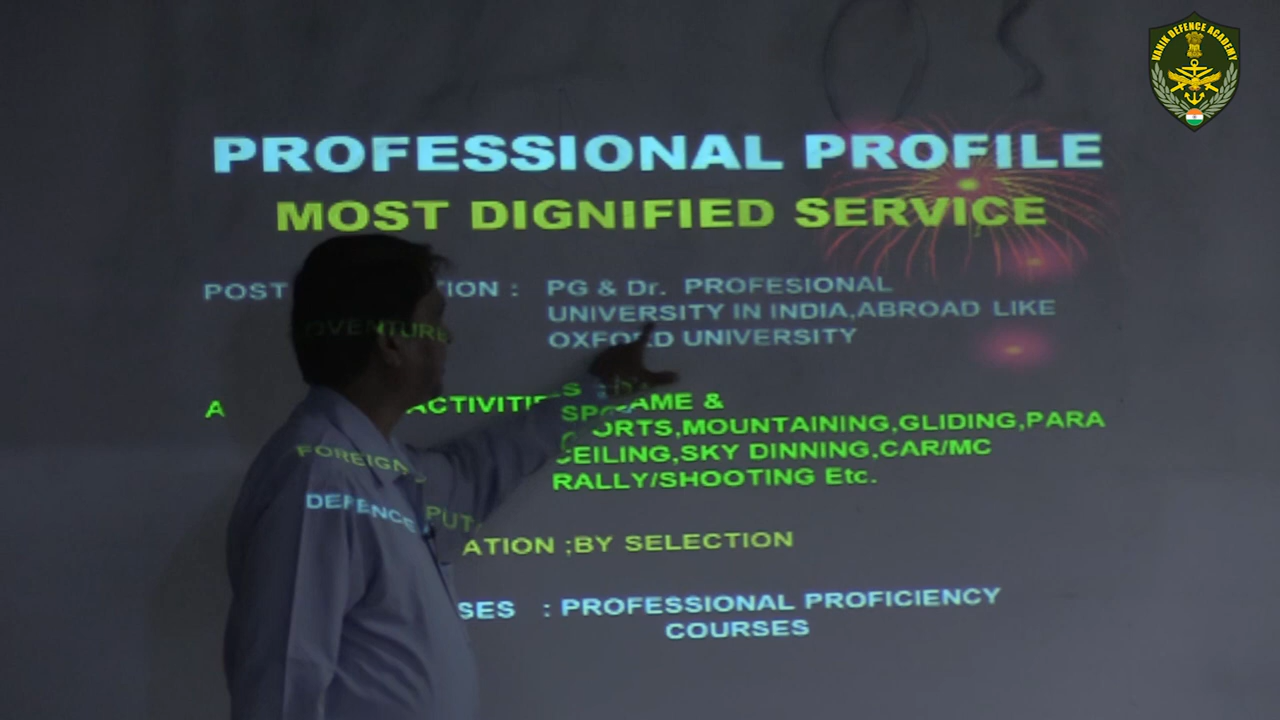 VANIK DEFENCE ACADEMY
PROFESSIONAL PROFILE
MOST DIGNIFIED SERVICE
POST : PG & Dr. PROFESIONAL
UNIVERSITY IN INDIA,ABROAD LIKE
OXFORD UNIVERSITY
ADVENTURE ACTIVITIES :
GAME &
SPORTS,MOUNTAINING,GLIDING,PARA
CEILING,SKY DINNING,CAR/MC
RALLY/SHOOTING Etc.
FOREIGN ATION ;BY SELECTION
DEFENCE SES : PROFESSIONAL PROFICIENCY
COURSES